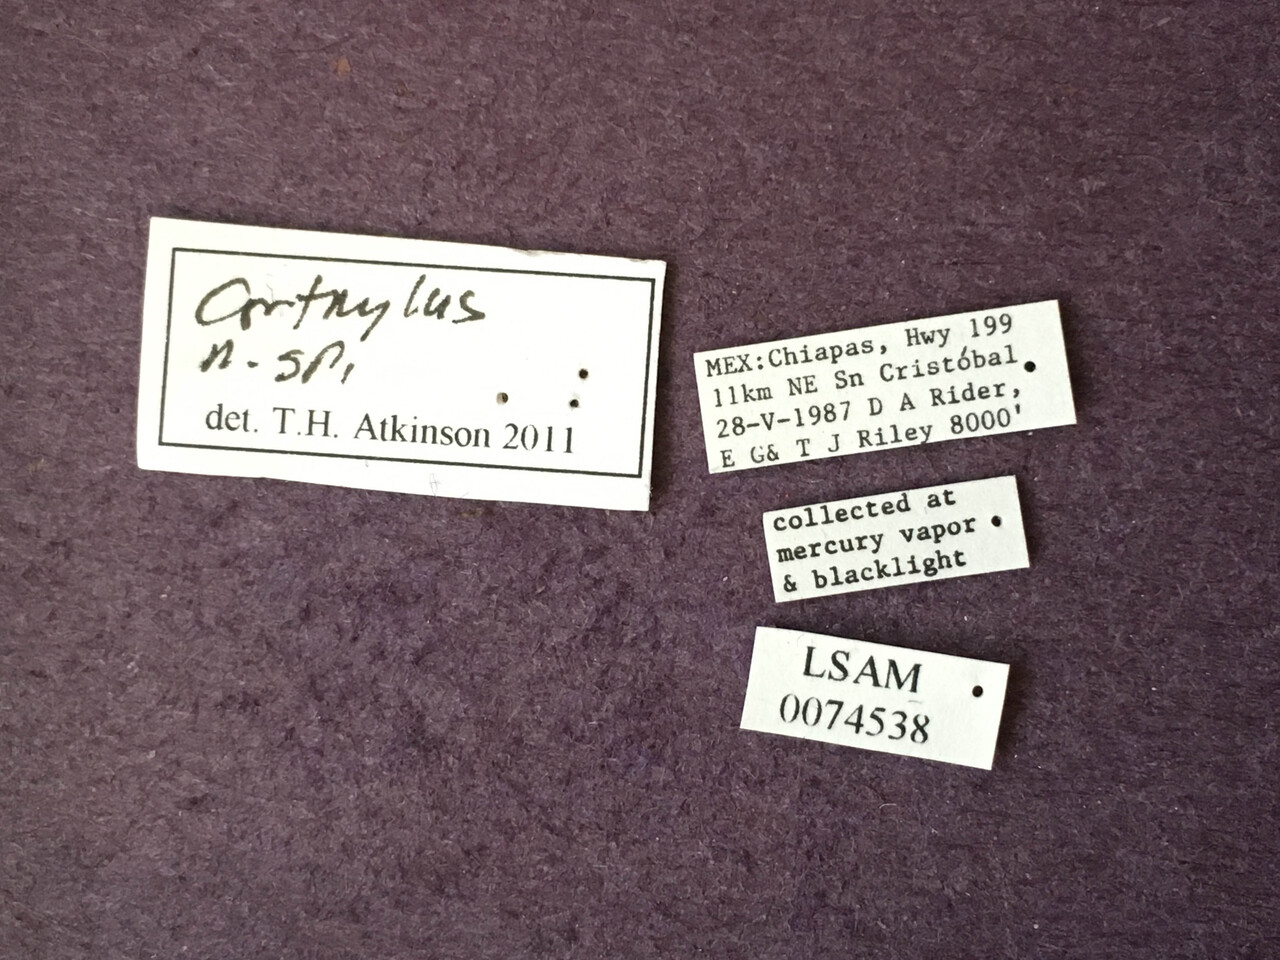 Corthylus
n. sp.
det. T.H. Atkinson 2011
MEX:Chiapas, Hwy 199
11km NE Sn Cristóbal
28-V-1987 D A Rider,
E G& T J Riley 8000'
collected at
mercury vapor
& blacklight
LSAM
0074538